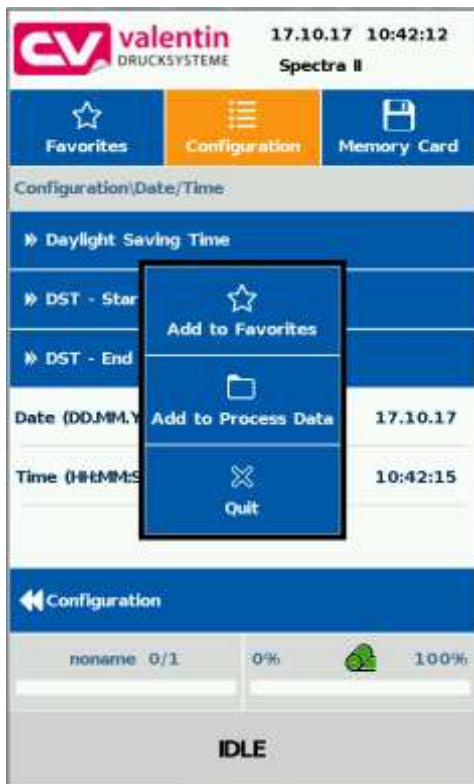 CV valentin
DRUCKSYSTEME
17.10.17 10:42:12
Spectra II
Favorites
Configuration
Memory Card
Configuration\Date/Time
Daylight Saving Time
DST - Star
DST - End
Add to Favorites
Add to Process Data
Quit
Date (DD.MM.Y
17.10.17
Time (HH:MM:S
10:42:15
Configuration
noname 0/1
0%
100%
IDLE